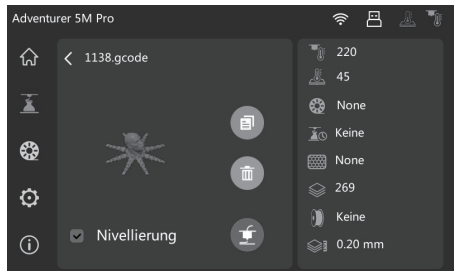 Adventurer 5M Pro
1138.gcode
Nivellierung
220
45
None
Keine
None
269
Keine
0.20 mm